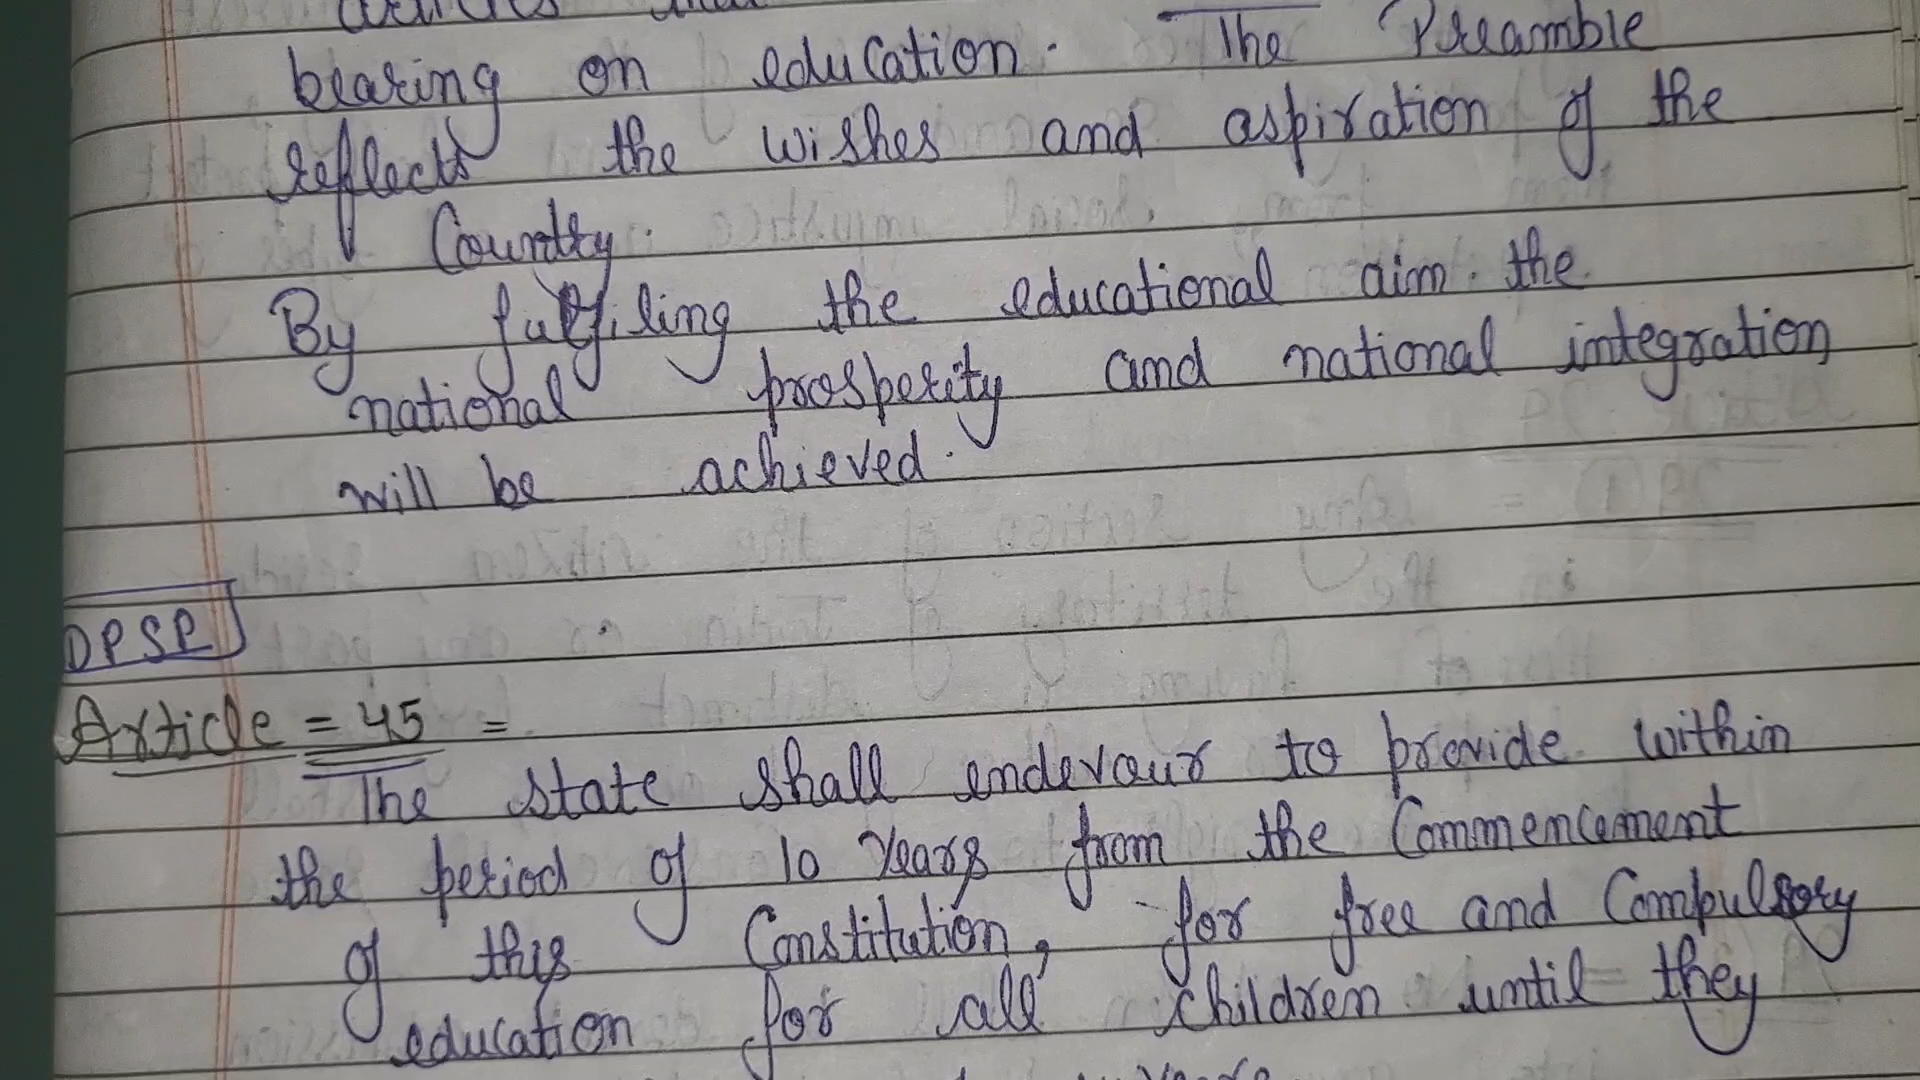 bearing on education. The Preamble
reflects the wishes and aspiration of the
Country.
By fulfiling the educational aim. the
national prosperity and national integration
will be achieved.
DPSP
Article = 45 =
The state shall endevour to provide within
the period of 10 Years from the Commencement
of this Constitution, for free and Compulsory
education for all children until they